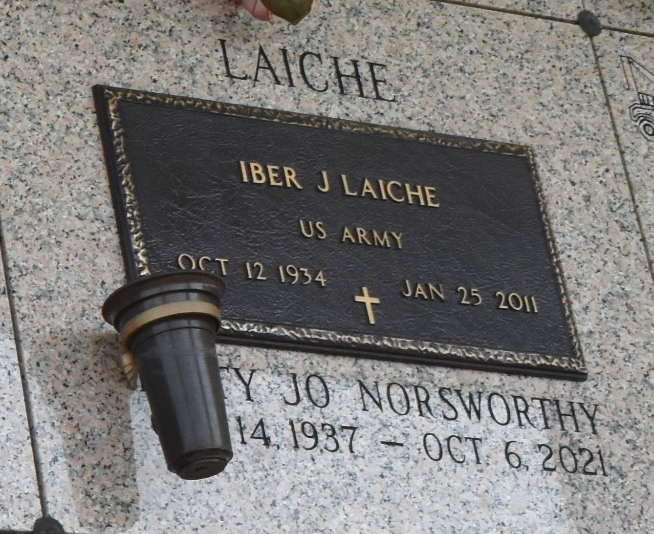 LAICHE
IBER J LAICHE
US ARMY
OCT 12 1934 JAN 25 2011
JO NORSWORTHY
14, 1937 – OCT. 6, 2021